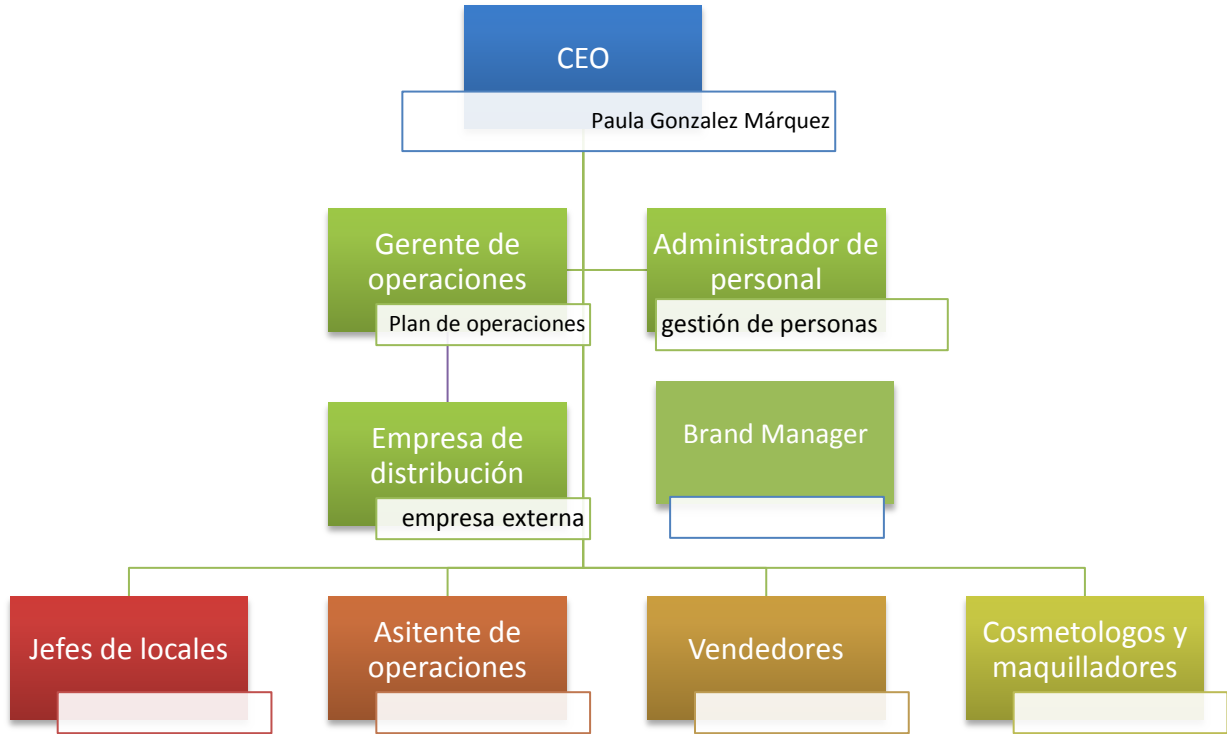 CEO
Paula Gonzalez Márquez
Gerente de
operaciones
Plan de operaciones
Administrador de
personal
gestión de personas
Empresa de
distribución
empresa externa
Brand Manager
Jefes de locales
Asitente de
operaciones
Vendedores
Cosmetologos y
maquilladores